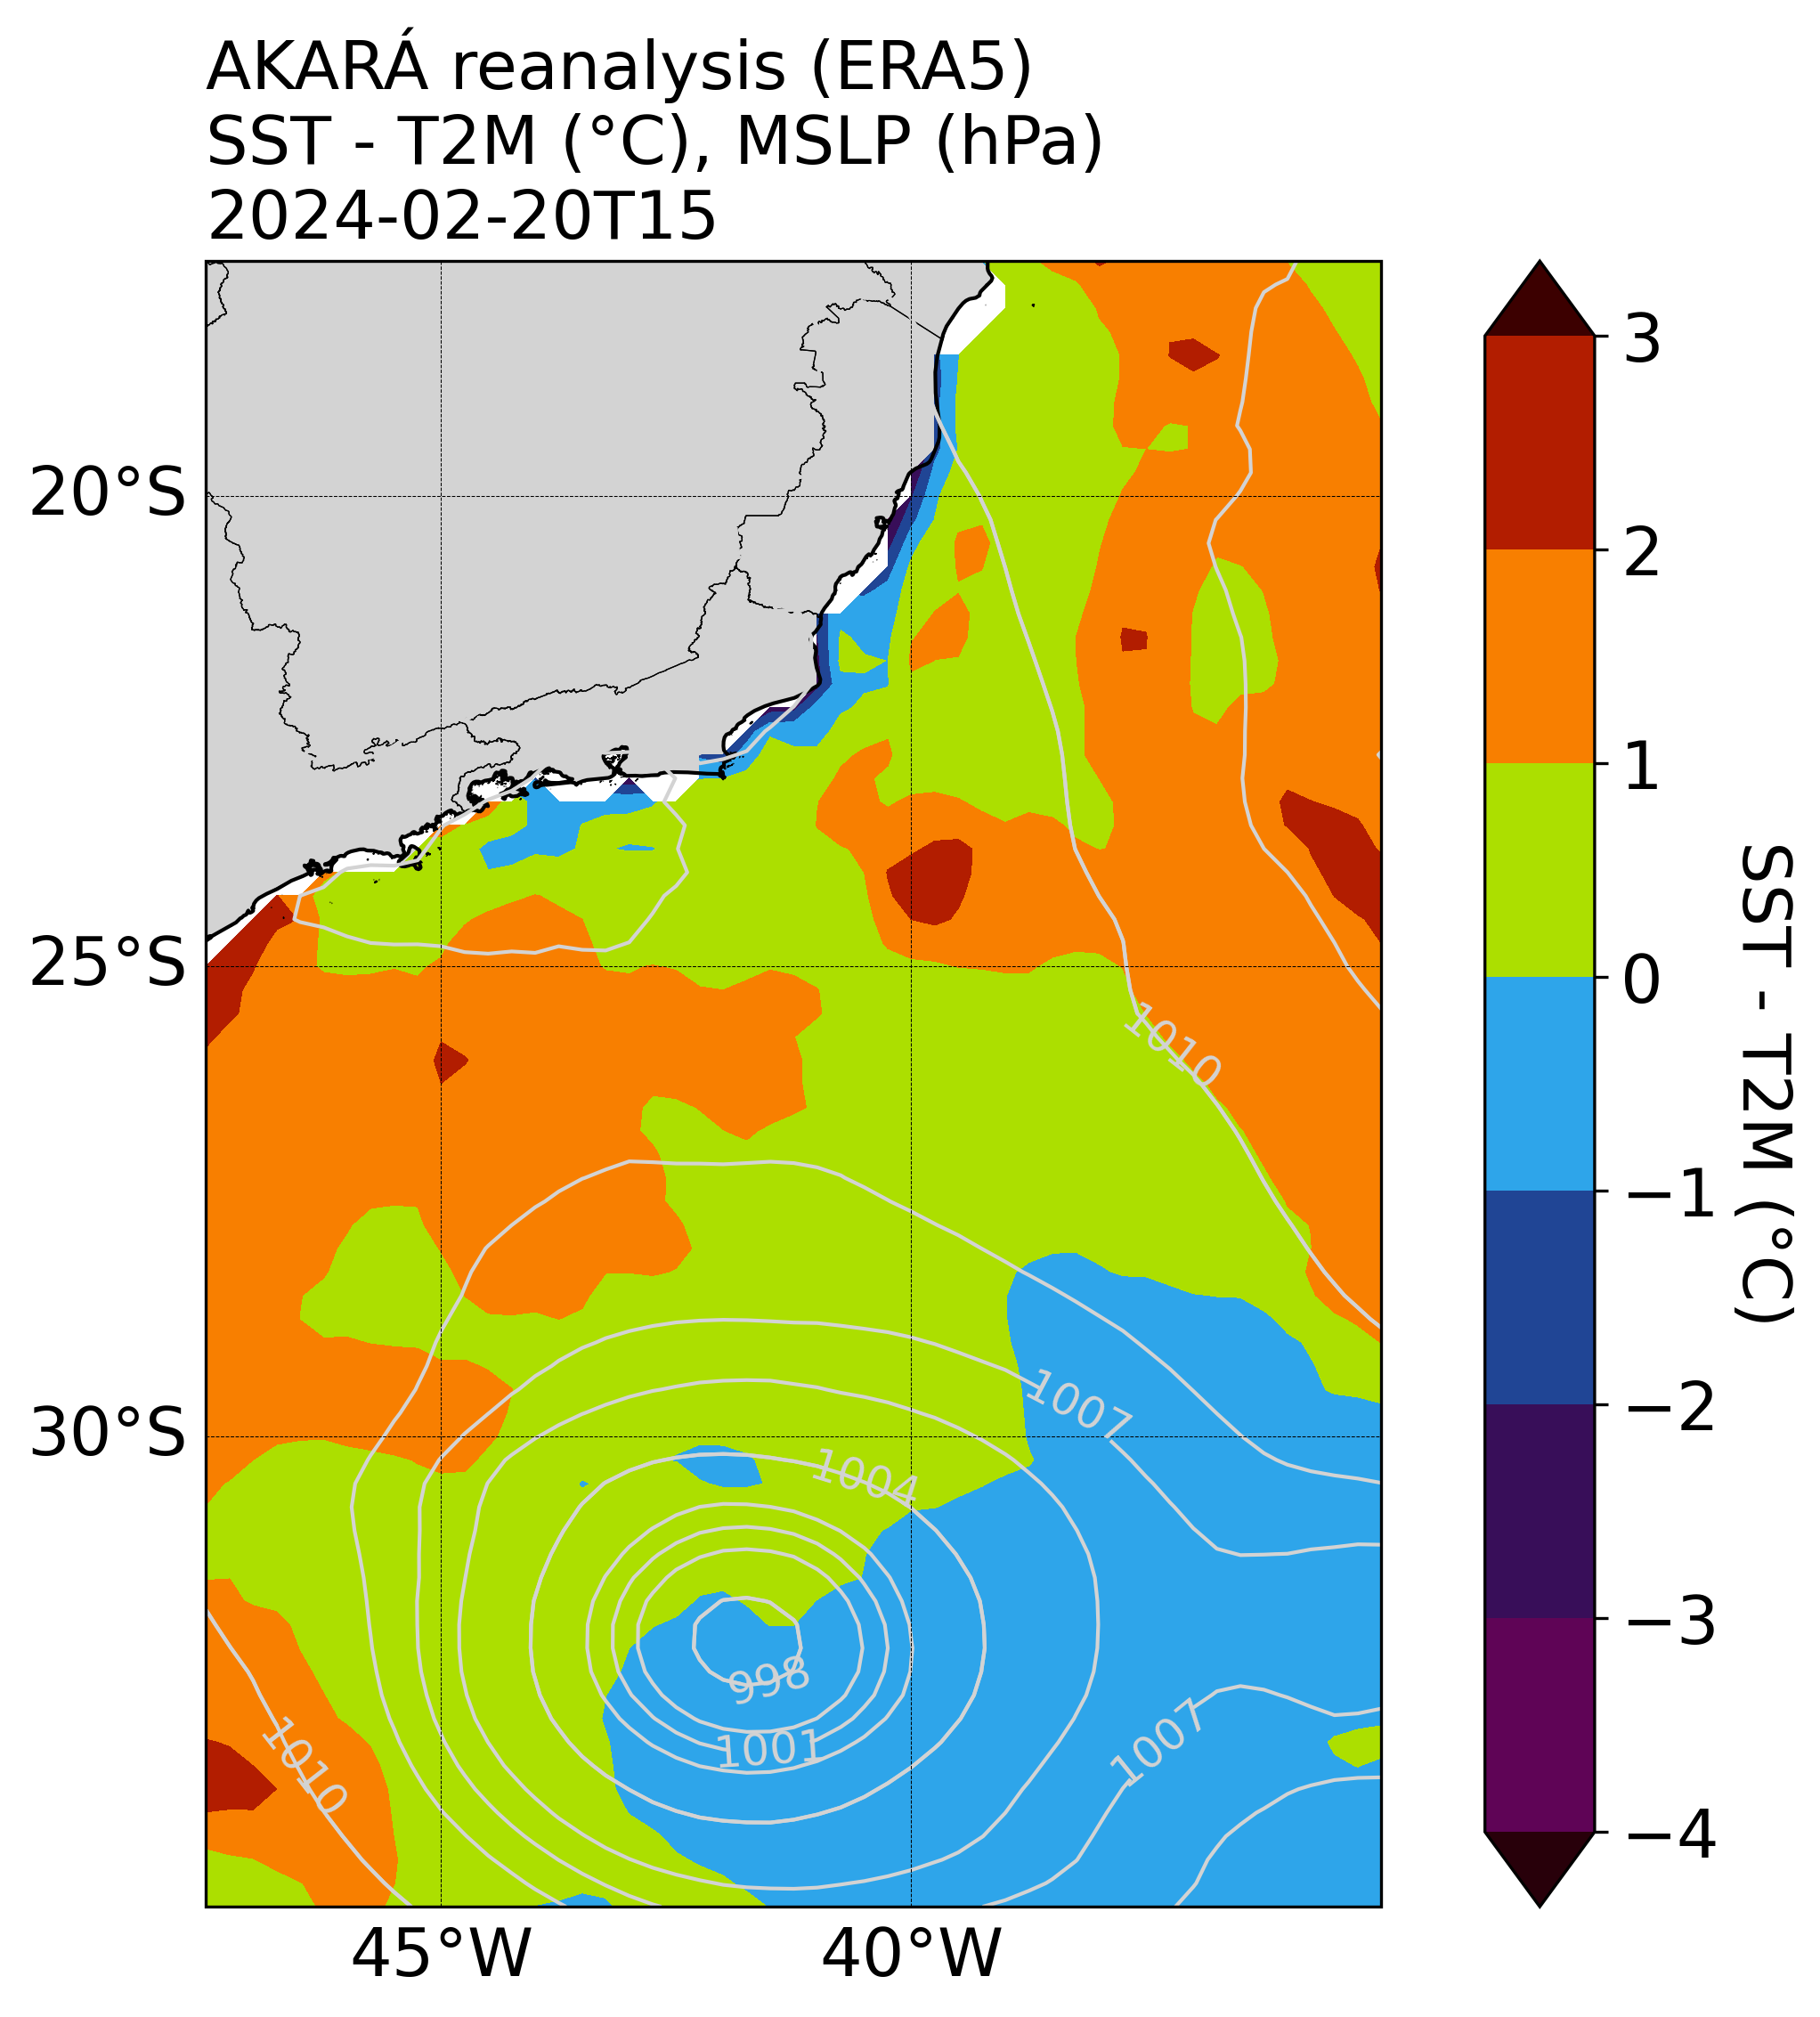 AKARÁ reanalysis (ERA5)
SST - T2M (°C), MSLP (hPa)
2024-02-20T15
3
20°S
2
1
SST - T2M (°C)
25°S
0
1010
−1
1007
−2
30°S
1004
−3
998
1007
1001
1010
−4
45°W
40°W